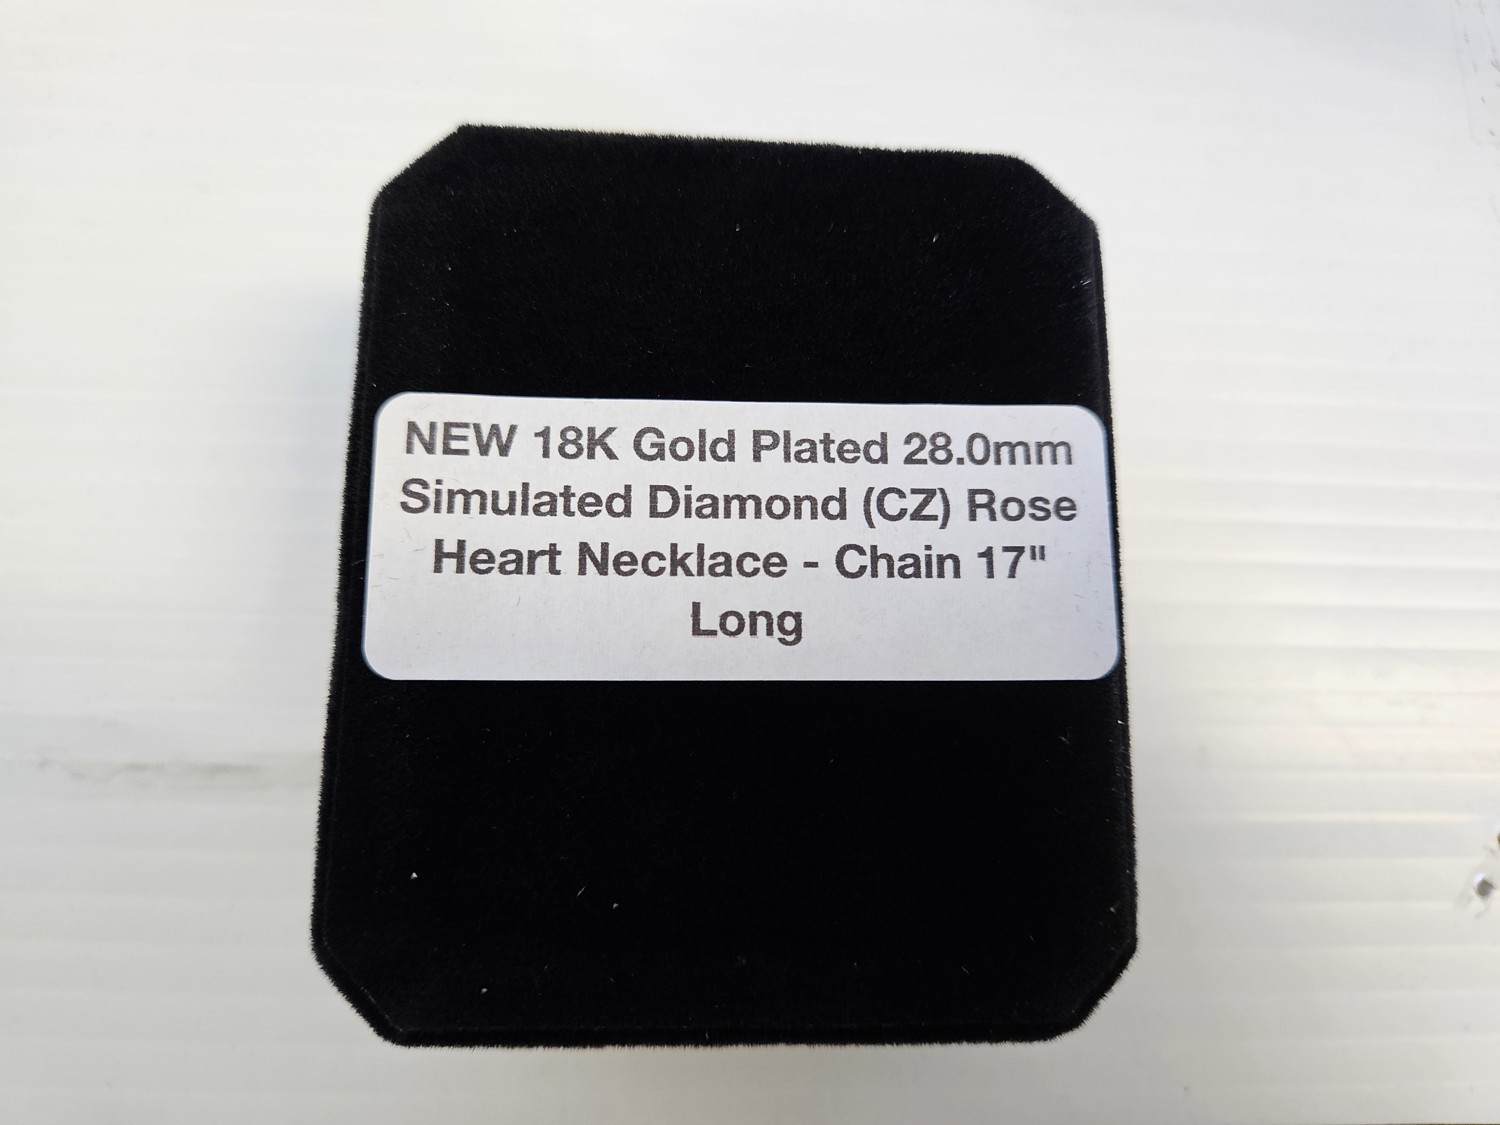 NEW 18K Gold Plated 28.0mm
Simulated Diamond (CZ) Rose
Heart Necklace - Chain 17"
Long